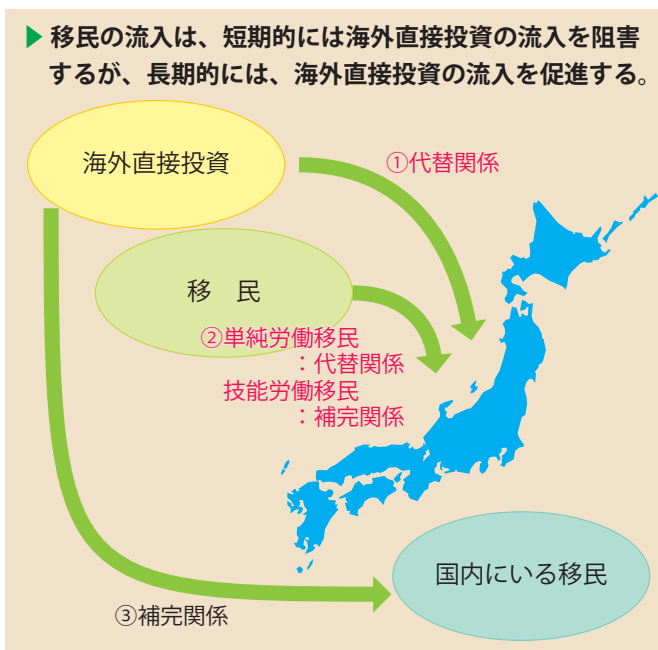 ▶ 移民の流入は、短期的には海外直接投資の流入を阻害
するが、長期的には、海外直接投資の流入を促進する。
海外直接投資
①代替関係
移　民
②単純労働移民
：代替関係
技能労働移民
：補完関係
国内にいる移民
③補完関係